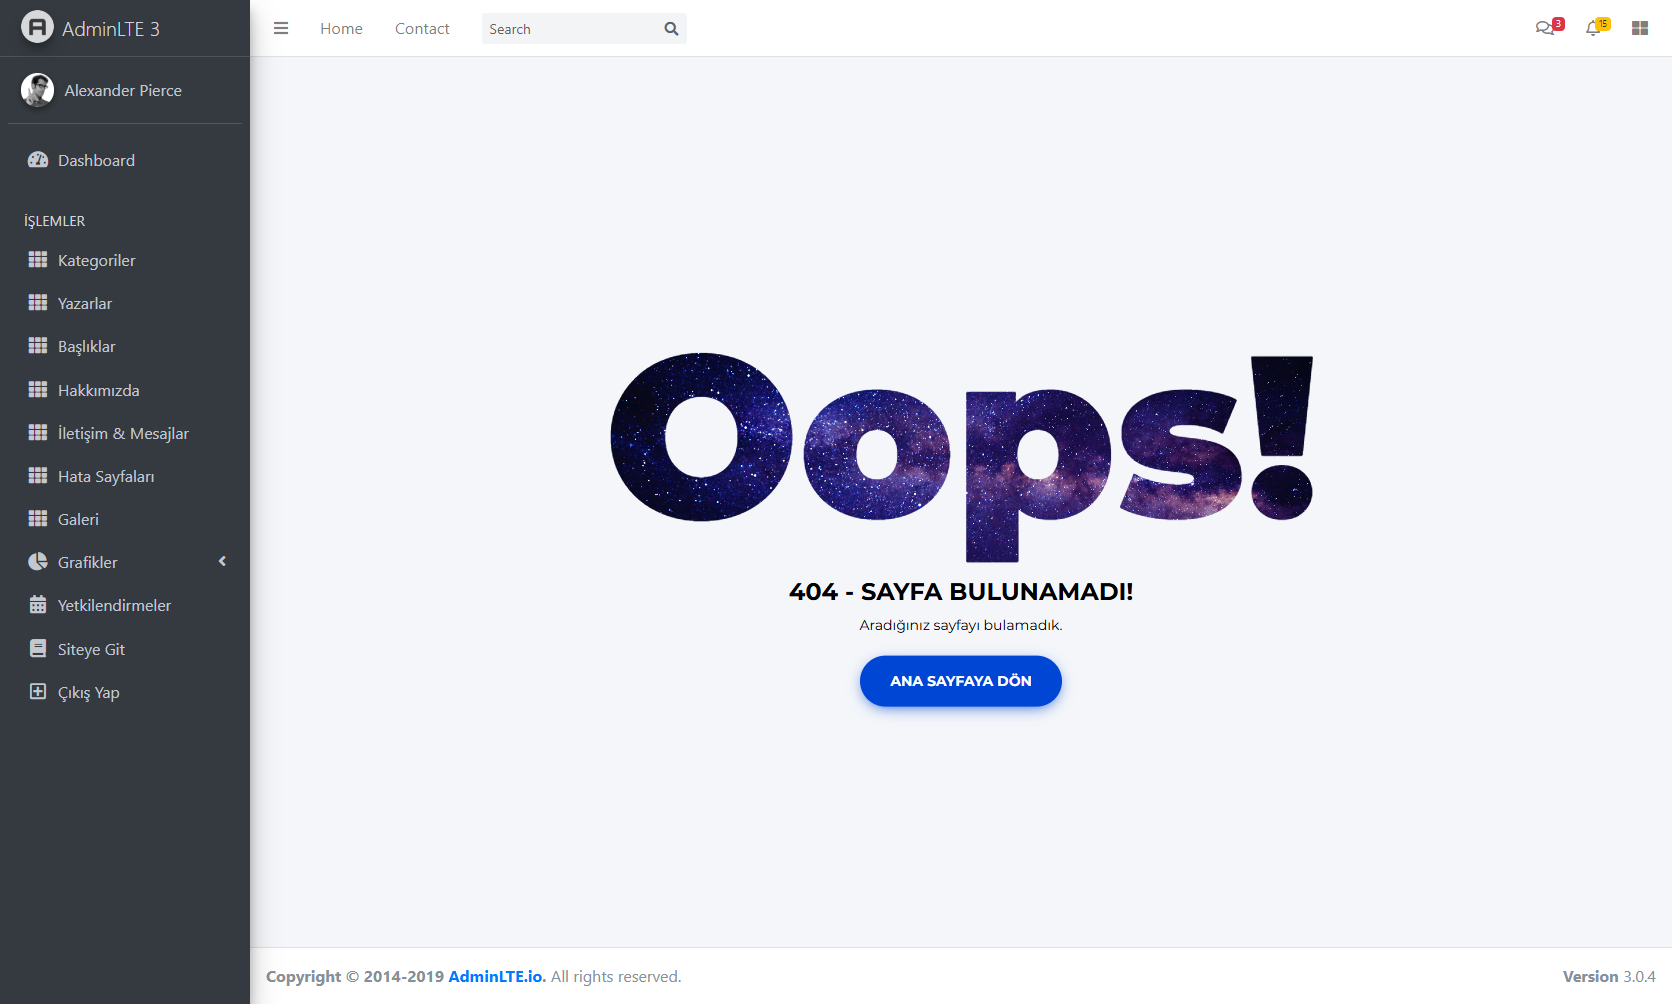 AdminLTE 3
Home
Contact
Search
3
15
Alexander Pierce
Dashboard
İŞLEMLER
Kategoriler
Yazarlar
Başlıklar
Hakkımızda
İletişim & Mesajlar
Hata Sayfaları
Galeri
Grafikler
Yetkilendirmeler
Siteye Git
Çıkış Yap
Oops!
404 - SAYFA BULUNAMADI!
Aradığınız sayfayı bulamadık.
ANA SAYFAYA DÖN
Copyright © 2014-2019 AdminLTE.io. All rights reserved.
Version 3.0.4